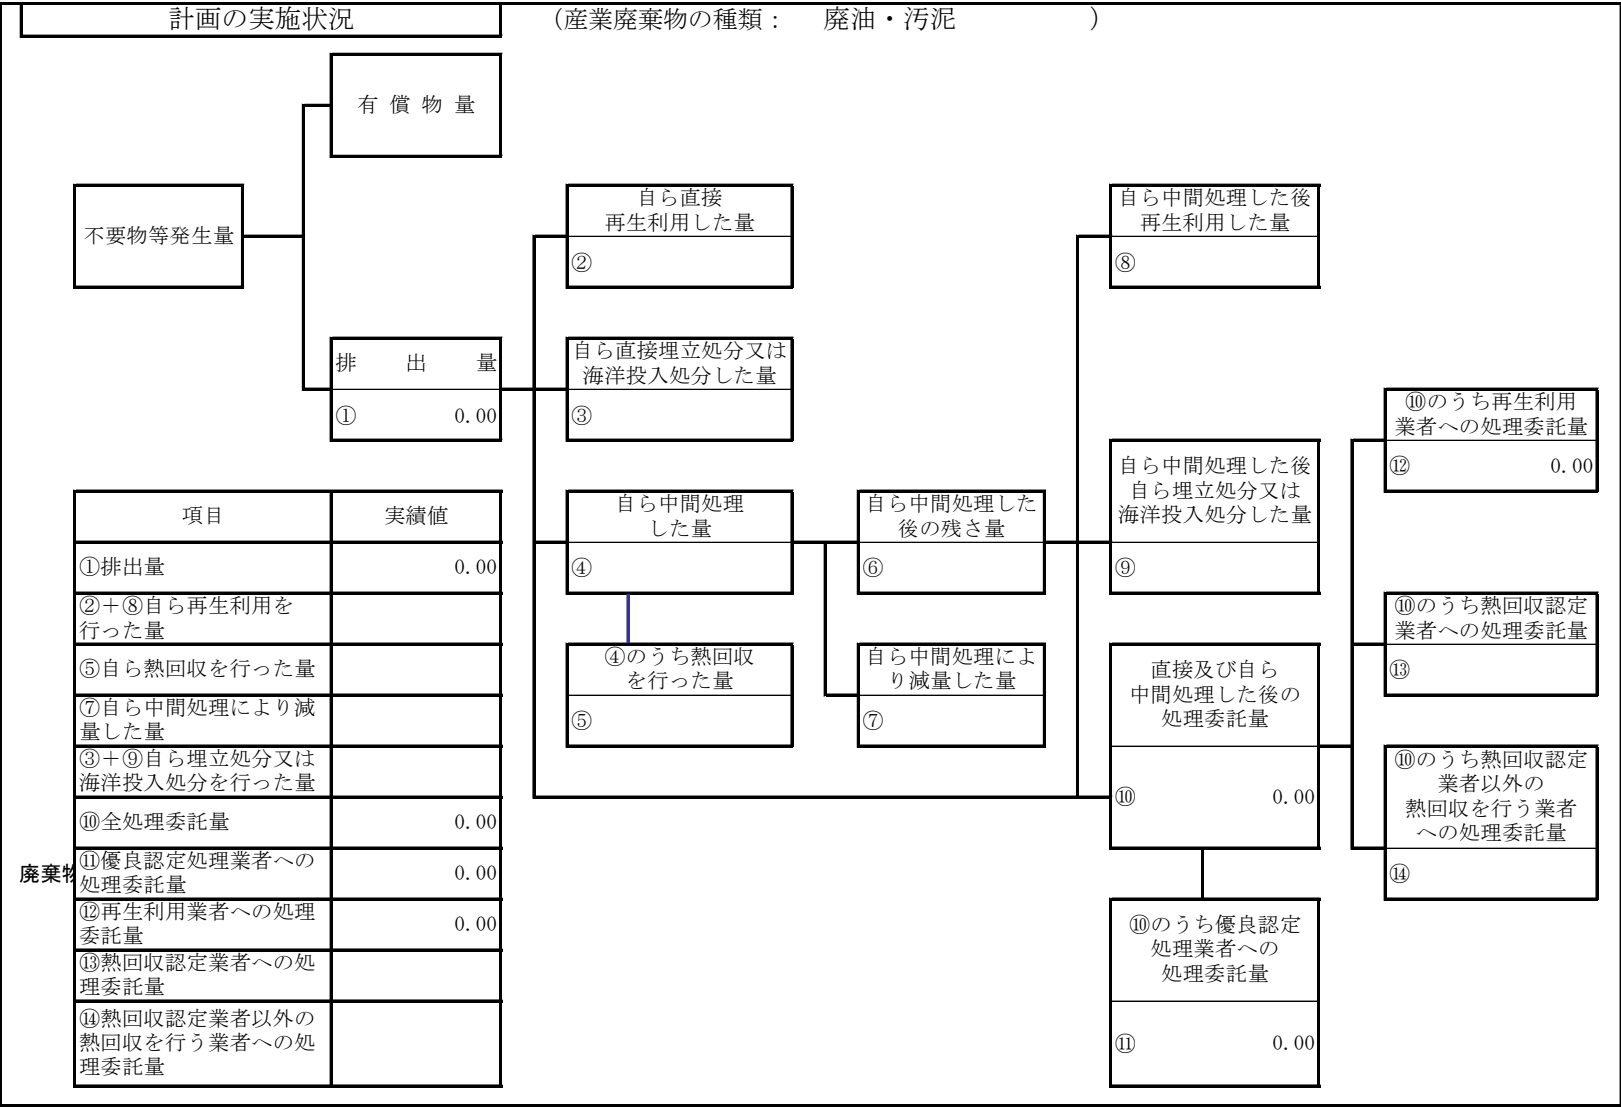 計画の実施状況
（産業廃棄物の種類： 廃油・汚泥 ）
有償物量
不要物等発生量
自ら直接
再生利用した量
②
自ら中間処理した後
再生利用した量
⑧
排出量
① 0.00
自ら直接埋立処分又は
海洋投入処分した量
③
⑩のうち再生利用
業者への処理委託量
⑫ 0.00
自ら中間処理
した量
④
自ら中間処理した
後の残さ量
⑥
自ら中間処理した後
自ら埋立処分又は
海洋投入処分した量
⑨
⑩のうち熱回収認定
業者への処理委託量
⑬
④のうち熱回収
を行った量
⑤
自ら中間処理によ
り減量した量
⑦
直接及び自ら
中間処理した後の
処理委託量
⑩ 0.00
⑩のうち熱回収認定
業者以外の
熱回収を行う業者
への処理委託量
⑭
⑩のうち優良認定
処理業者への
処理委託量
⑪ 0.00
項目 実績値
①排出量 0.00
②＋⑧自ら再生利用を
行った量
⑤自ら熱回収を行った量
⑦自ら中間処理により減
量した量
③＋⑨自ら埋立処分又は
海洋投入処分を行った量
⑩全処理委託量 0.00
⑪優良認定処理業者への
処理委託量 0.00
廃棄物
⑫再生利用業者への処理
委託量 0.00
⑬熱回収認定業者への処
理委託量
⑭熱回収認定業者以外の
熱回収を行う業者への処
理委託量